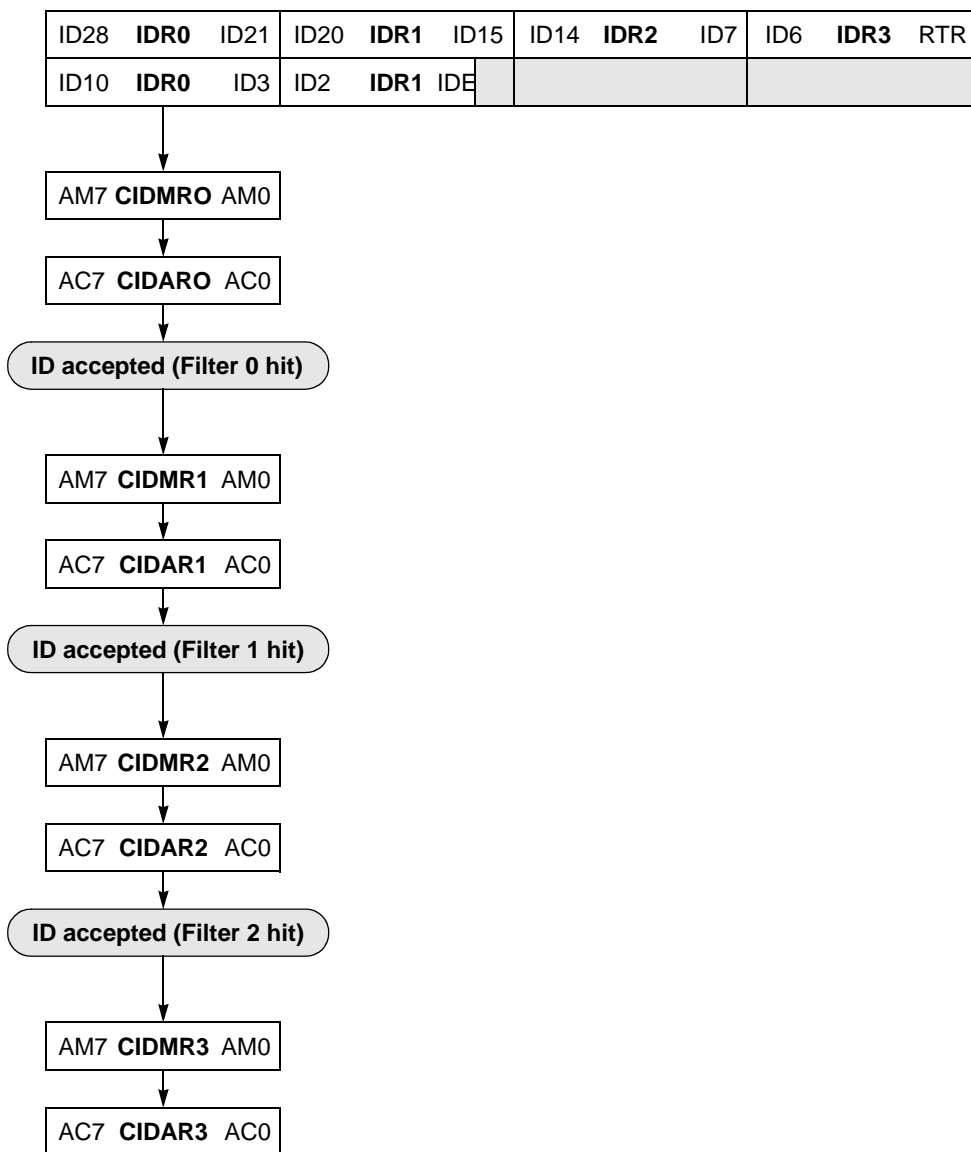 ID28 IDR0 ID21 ID20 IDR1 ID15 ID14 IDR2 ID7 ID6 IDR3 RTR
ID10 IDR0 ID3 ID2 IDR1 IDE
AM7 CIDMRO AM0
AC7 CIDARO AC0
ID accepted (Filter 0 hit)
AM7 CIDMR1 AM0
AC7 CIDAR1 AC0
ID accepted (Filter 1 hit)
AM7 CIDMR2 AM0
AC7 CIDAR2 AC0
ID accepted (Filter 2 hit)
AM7 CIDMR3 AM0
AC7 CIDAR3 AC0